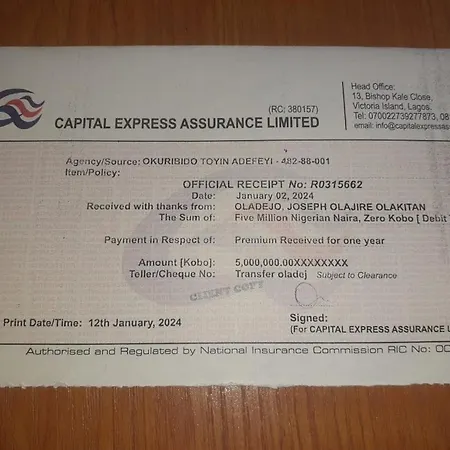 Head Office:
13, Bishop Kale Close,
Victoria Island, Lagos.
Tel: 070022739277873,
email: info@capitalexpressas
(RC: 380157)
CAPITAL EXPRESS ASSURANCE LIMITED
Agency/Source: OKURIBIDO TOYIN ADEFEYI - 482-88-001
Item/Policy:
OFFICIAL RECEIPT No: R0315662
Date: January 02, 2024
Received with thanks from: OLADEJO, JOSEPH OLAJIRE OLAKITAN
The Sum of: Five Million Nigerian Naira, Zero Kobo [ Debit
Payment in Respect of: Premium Received for one year
Amount [Kobo]: 5,000,000.00XXXXXXXX
Teller/Cheque No: Transfer oladej Subject to Clearance
CLIENT COPY
Print Date/Time: 12th January, 2024 Signed:
(For CAPITAL EXPRESS ASSURANCE L
Authorised and Regulated by National Insurance Commission RIC No: